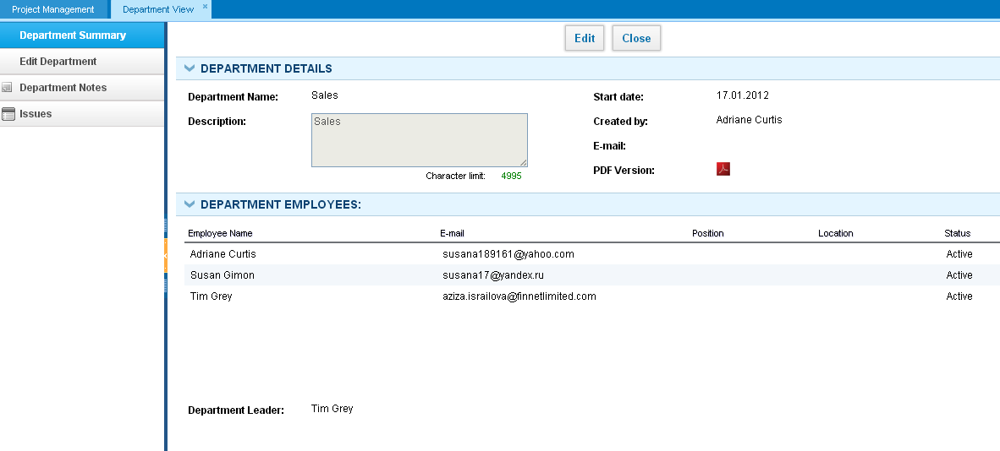 Project Management
Department View
Department Summary
Edit Department
Department Notes
Issues
Edit
Close
DEPARTMENT DETAILS
Department Name: Sales
Start date: 17.01.2012
Description: Sales
Created by: Adriane Curtis
E-mail:
PDF Version:
Character limit: 4995
DEPARTMENT EMPLOYEES:
Employee Name E-mail Position Location Status
Adriane Curtis susana189161@yahoo.com Active
Susan Gimon susana17@yandex.ru Active
Tim Grey aziza.israilova@finnetlimited.com Active
Department Leader: Tim Grey